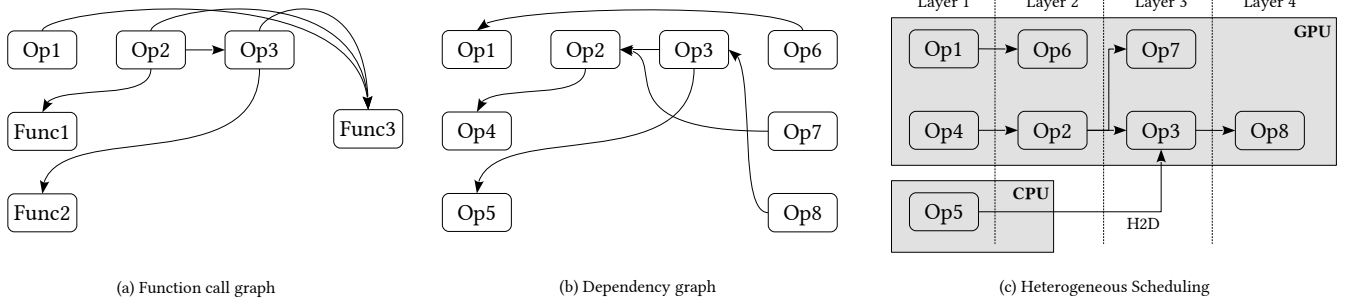 Layer 1 Layer 2 Layer 3 Layer 4
Op1 Op2 Op3
Func1 Func3
Func2
(a) Function call graph
Op1 Op2 Op3 Op6
Op4 Op7
Op5 Op8
(b) Dependency graph
GPU
Op1 Op6 Op7
Op4 Op2 Op3 Op8
CPU
Op5
H2D
(c) Heterogeneous Scheduling